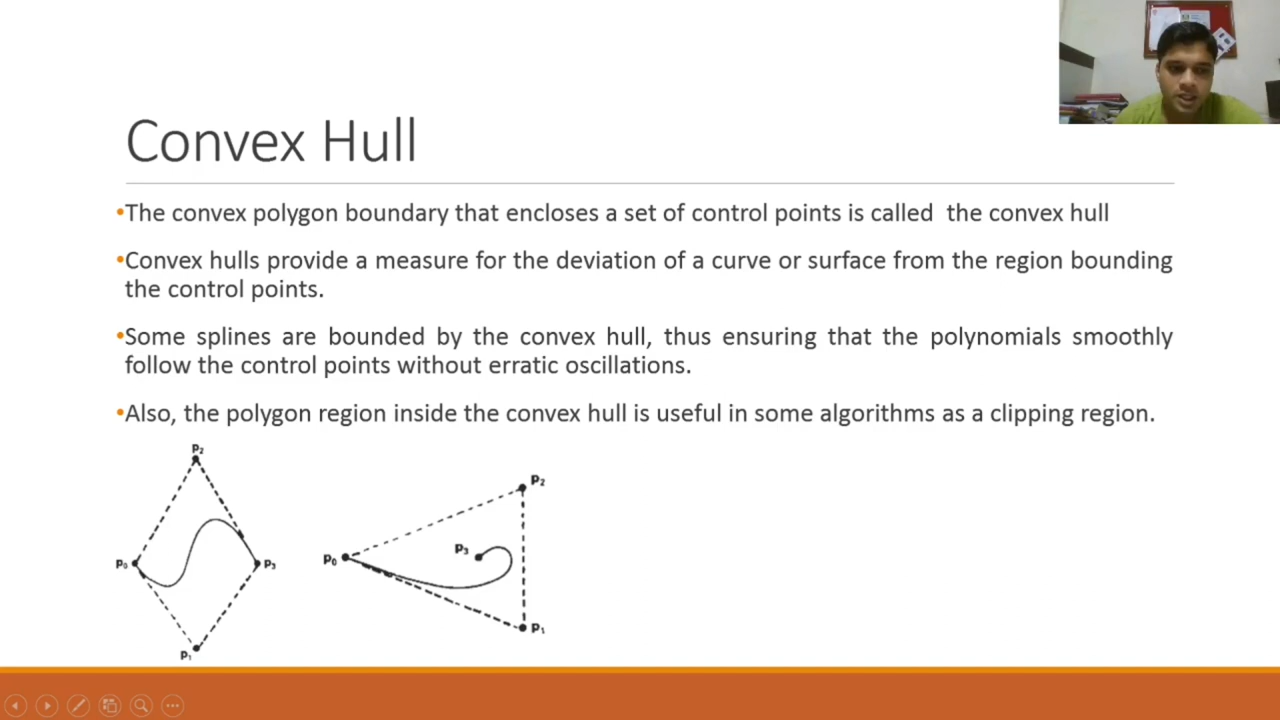 Convex Hull
•The convex polygon boundary that encloses a set of control points is called the convex hull
•Convex hulls provide a measure for the deviation of a curve or surface from the region bounding
the control points.
•Some splines are bounded by the convex hull, thus ensuring that the polynomials smoothly
follow the control points without erratic oscillations.
•Also, the polygon region inside the convex hull is useful in some algorithms as a clipping region.
P₂
P₀
P₃
P₁
P₂
P₃
P₀
P₁